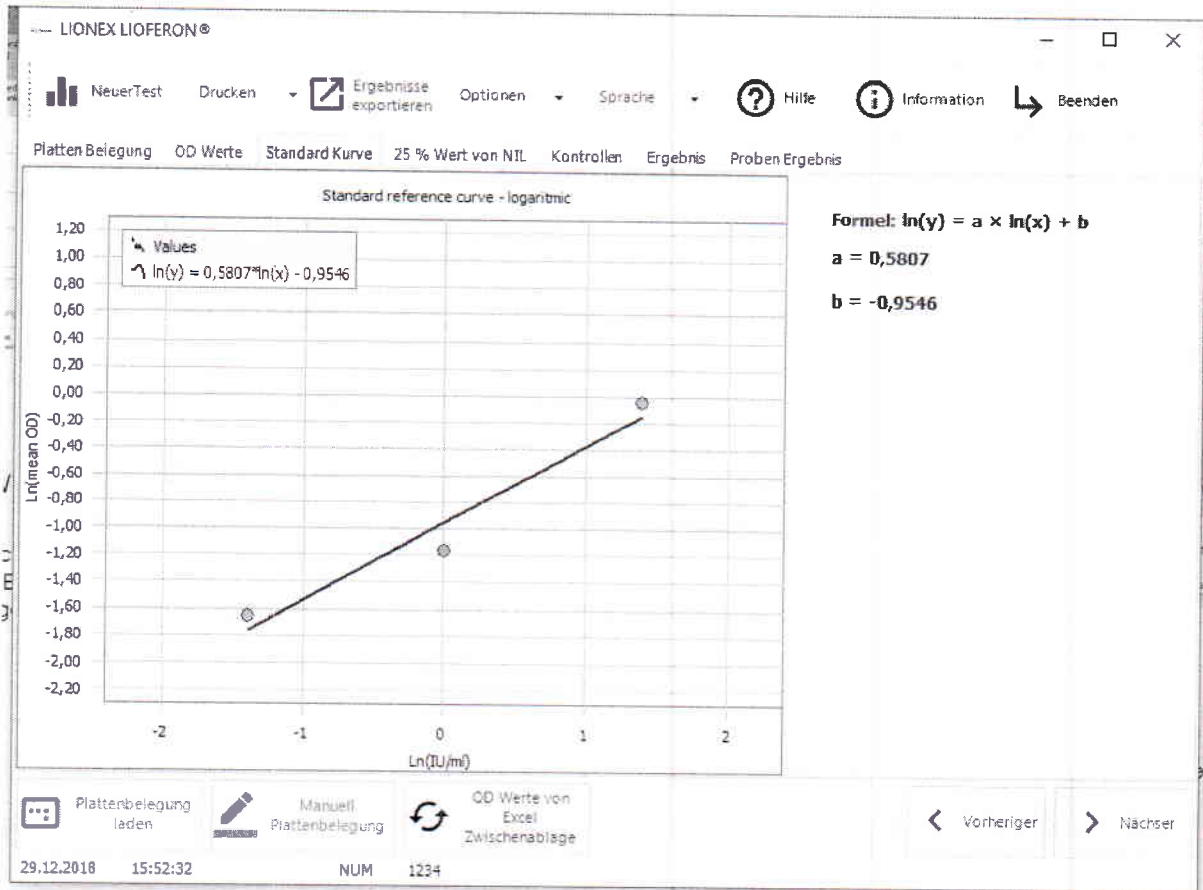 LIONEX LIOFERON®
NeuerTest Drucken Ergebnisse exportieren Optionen Sprache Hilfe Information Beenden
Platten Belegung OD Werte Standard Kurve 25 % Wert von NIL Kontrollen Ergebnis Proben Ergebnis
Standard reference curve - logaritmic
Values
ln(y) = 0,5807*ln(x) - 0,9546
Formel: ln(y) = a × ln(x) + b
a = 0,5807
b = -0,9546
Ln(mean OD)
1,20
1,00
0,80
0,60
0,40
0,20
0,00
-0,20
-0,40
-0,60
-0,80
-1,00
-1,20
-1,40
-1,60
-1,80
-2,00
-2,20
-2 -1 0 1 2
Ln(IU/ml)
Plattenbelegung
laden
Manuell
Plattenbelegung
OD Werte von
Excel
Zwischenablage
Vorheriger
Nächser
29.12.2018 15:52:32 NUM 1234